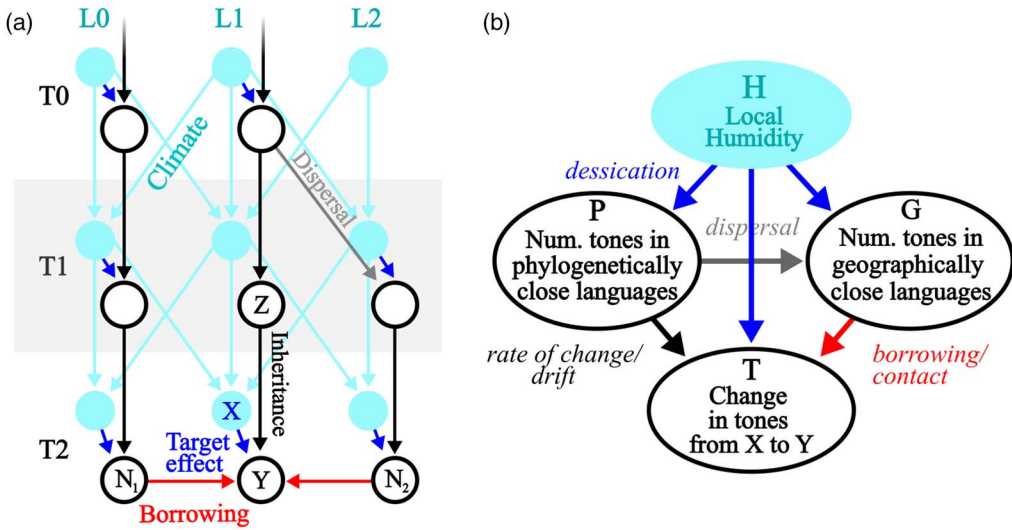 (a)
L0 L1 L2
T0
Climate
Dispersal
T1
Z
Inheritance
X
T2
Target
effect
N1 Y N2
Borrowing
(b)
H
Local
Humidity
dessication
P
Num. tones in
phylogenetically
close languages
dispersal
G
Num. tones in
geographically
close languages
rate of change/
drift
borrowing/
contact
T
Change
in tones
from X to Y